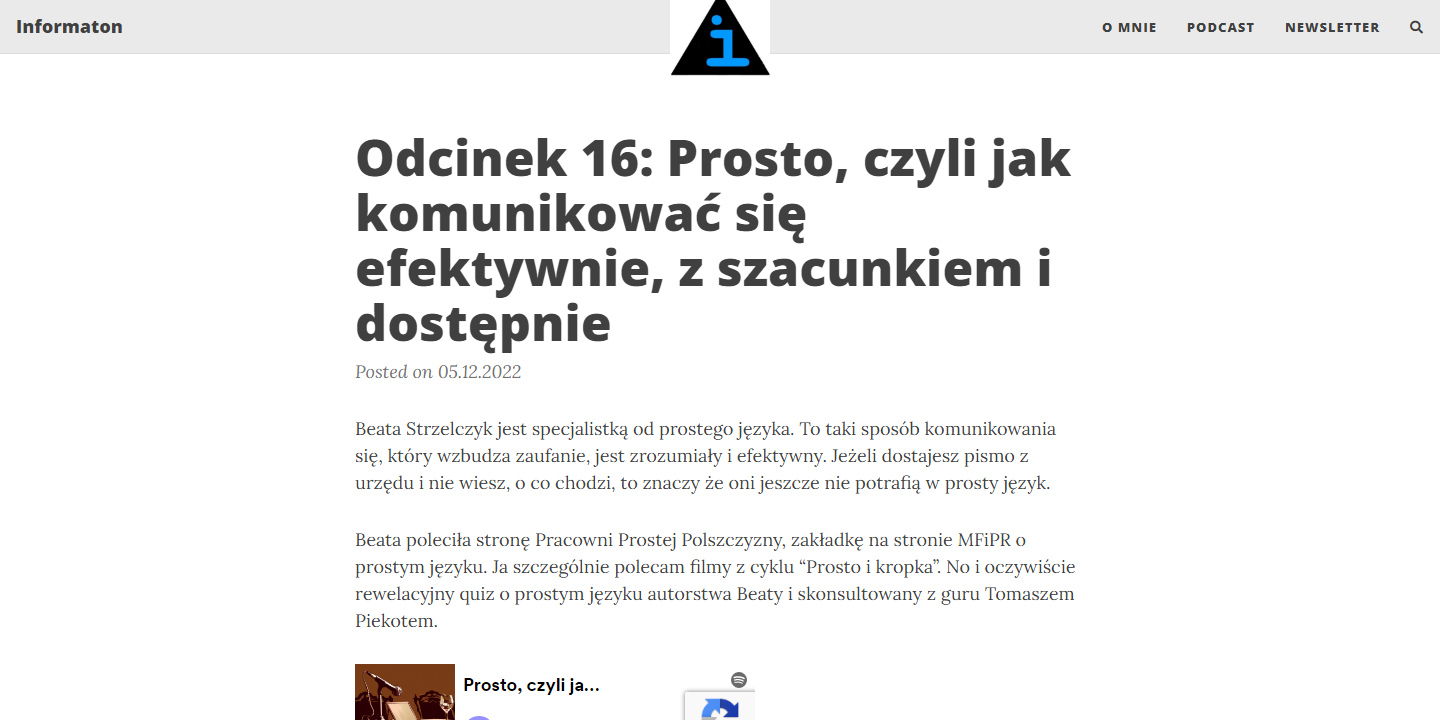 Informaton
i
O MNIE
PODCAST
NEWSLETTER
Odcinek 16: Prosto, czyli jak
komunikować się
efektywnie, z szacunkiem i
dostępnie
Posted on 05.12.2022
Beata Strzelczyk jest specjalistką od prostego języka. To taki sposób komunikowania
się, który wzbudza zaufanie, jest zrozumiały i efektywny. Jeżeli dostajesz pismo z
urzędu i nie wiesz, o co chodzi, to znaczy że oni jeszcze nie potrafią w prosty język.
Beata poleciła stronę Pracowni Prostej Polszczyzny, zakładkę na stronie MFiPR o
prostym języku. Ja szczególnie polecam filmy z cyklu “Prosto i kropka”. No i oczywiście
rewelacyjny quiz o prostym języku autorstwa Beaty i skonsultowany z guru Tomaszem
Piekotem.
Prosto, czyli ja...